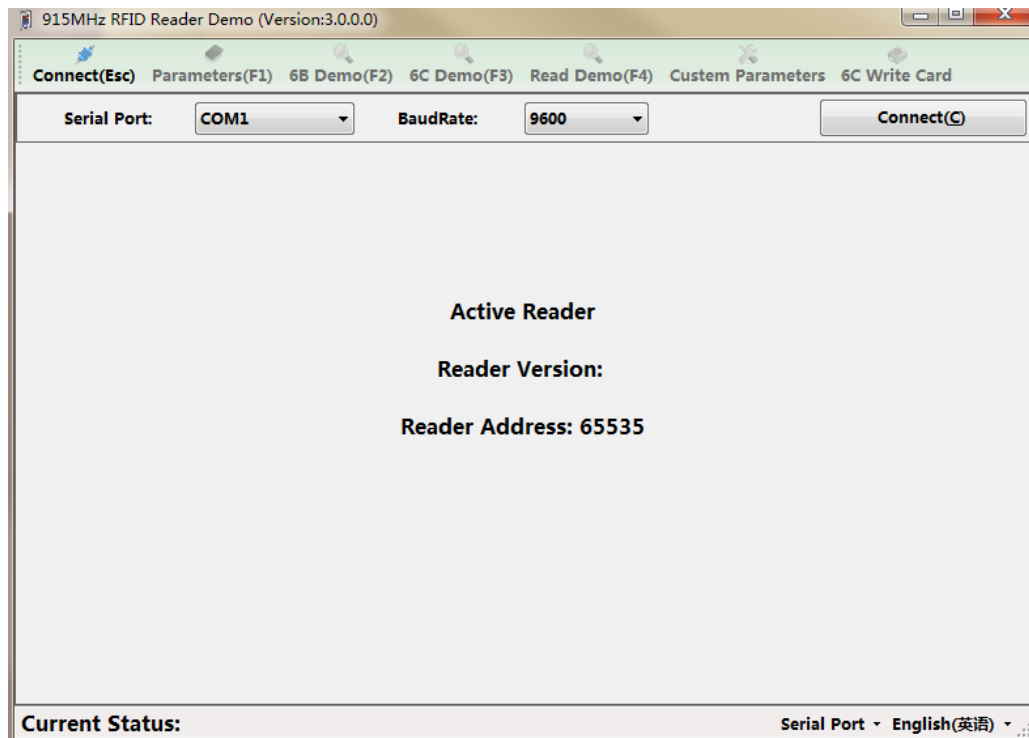 915MHz RFID Reader Demo (Version:3.0.0.0)
Connect(Esc) Parameters(F1) 6B Demo(F2) 6C Demo(F3) Read Demo(F4) Custem Parameters 6C Write Card
Serial Port: COM1 BaudRate: 9600 Connect(C)
Active Reader
Reader Version:
Reader Address: 65535
Current Status: Serial Port English(英语)